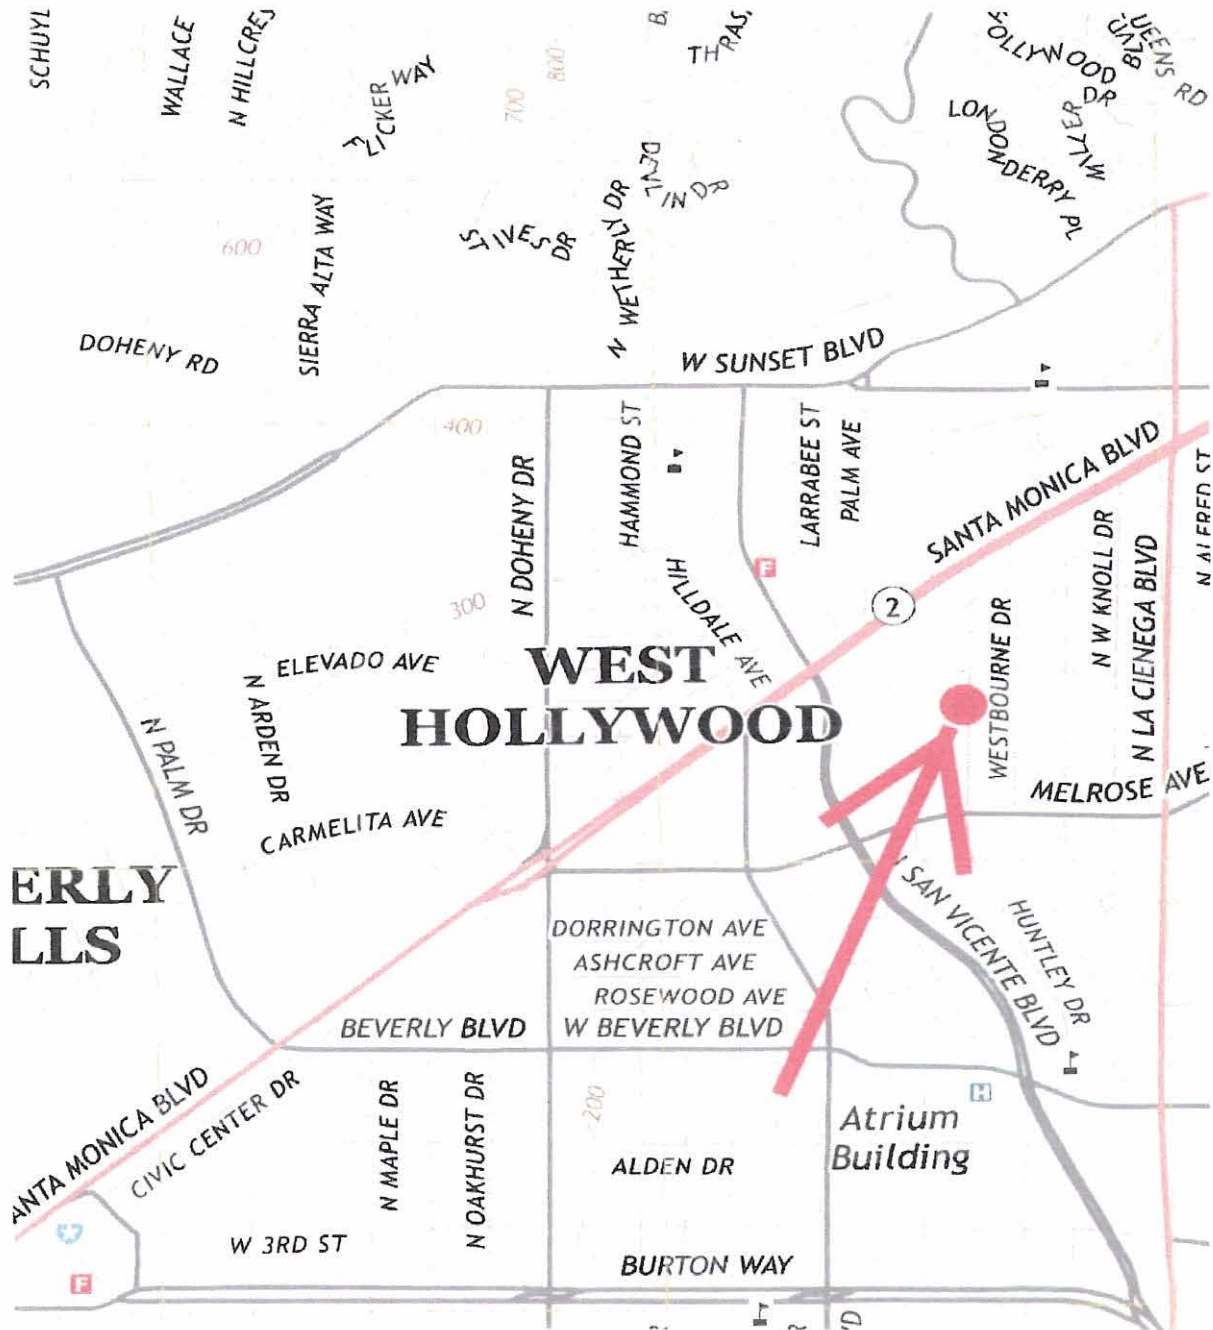 SCHUYL
WALLACE
N HILLCRES
FLICKER WAY
700
800
B.
THRAS
HOLLYWOOD
BLVD
DR
QUEENS RD
LONDONDERRY PL
MILLER
DEVLIN DR
600
SIERRA ALTA WAY
ST IVES DR
N WETHERLY DR
DOHENY RD
W SUNSET BLVD
400
HAMMOND ST
LARRABEE ST
PALM AVE
SANTA MONICA BLVD
N ALFRED ST
N DOHENY DR
F
HILLDALE AVE
2
N W KNOLL DR
N LA CIENEGA BLVD
300
WESTBOURNE DR
ELEVADO AVE
WEST
HOLLYWOOD
N ARDEN DR
N PALM DR
MELROSE AVE
CARMELITA AVE
ERLY
LLS
N SAN VICENTE BLVD
HUNTLEY DR
DORRINGTON AVE
ASHCROFT AVE
ROSEWOOD AVE
BEVERLY BLVD
W BEVERLY BLVD
ANTA MONICA BLVD
CIVIC CENTER DR
N MAPLE DR
N OAKHURST DR
200
H
Atrium
Building
ALDEN DR
W 3RD ST
BURTON WAY
F
VD